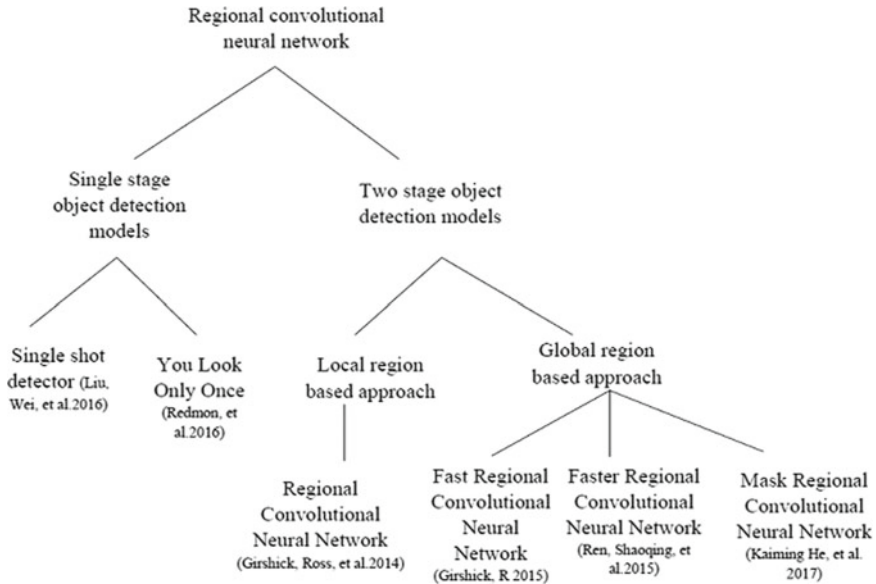 Regional convolutional
neural network
Single stage
object detection
models
Two stage object
detection models
Single shot
detector (Liu,
Wei, et al.2016)
You Look
Only Once
(Redmon, et
al.2016)
Local region
based approach
Global region
based approach
Regional
Convolutional
Neural Network
(Girshick, Ross, et al.2014)
Fast Regional
Convolutional
Neural
Network
(Girshick, R 2015)
Faster Regional
Convolutional
Neural Network
(Ren, Shaoqing, et
al.2015)
Mask Regional
Convolutional
Neural Network
(Kaiming He, et al.
2017)